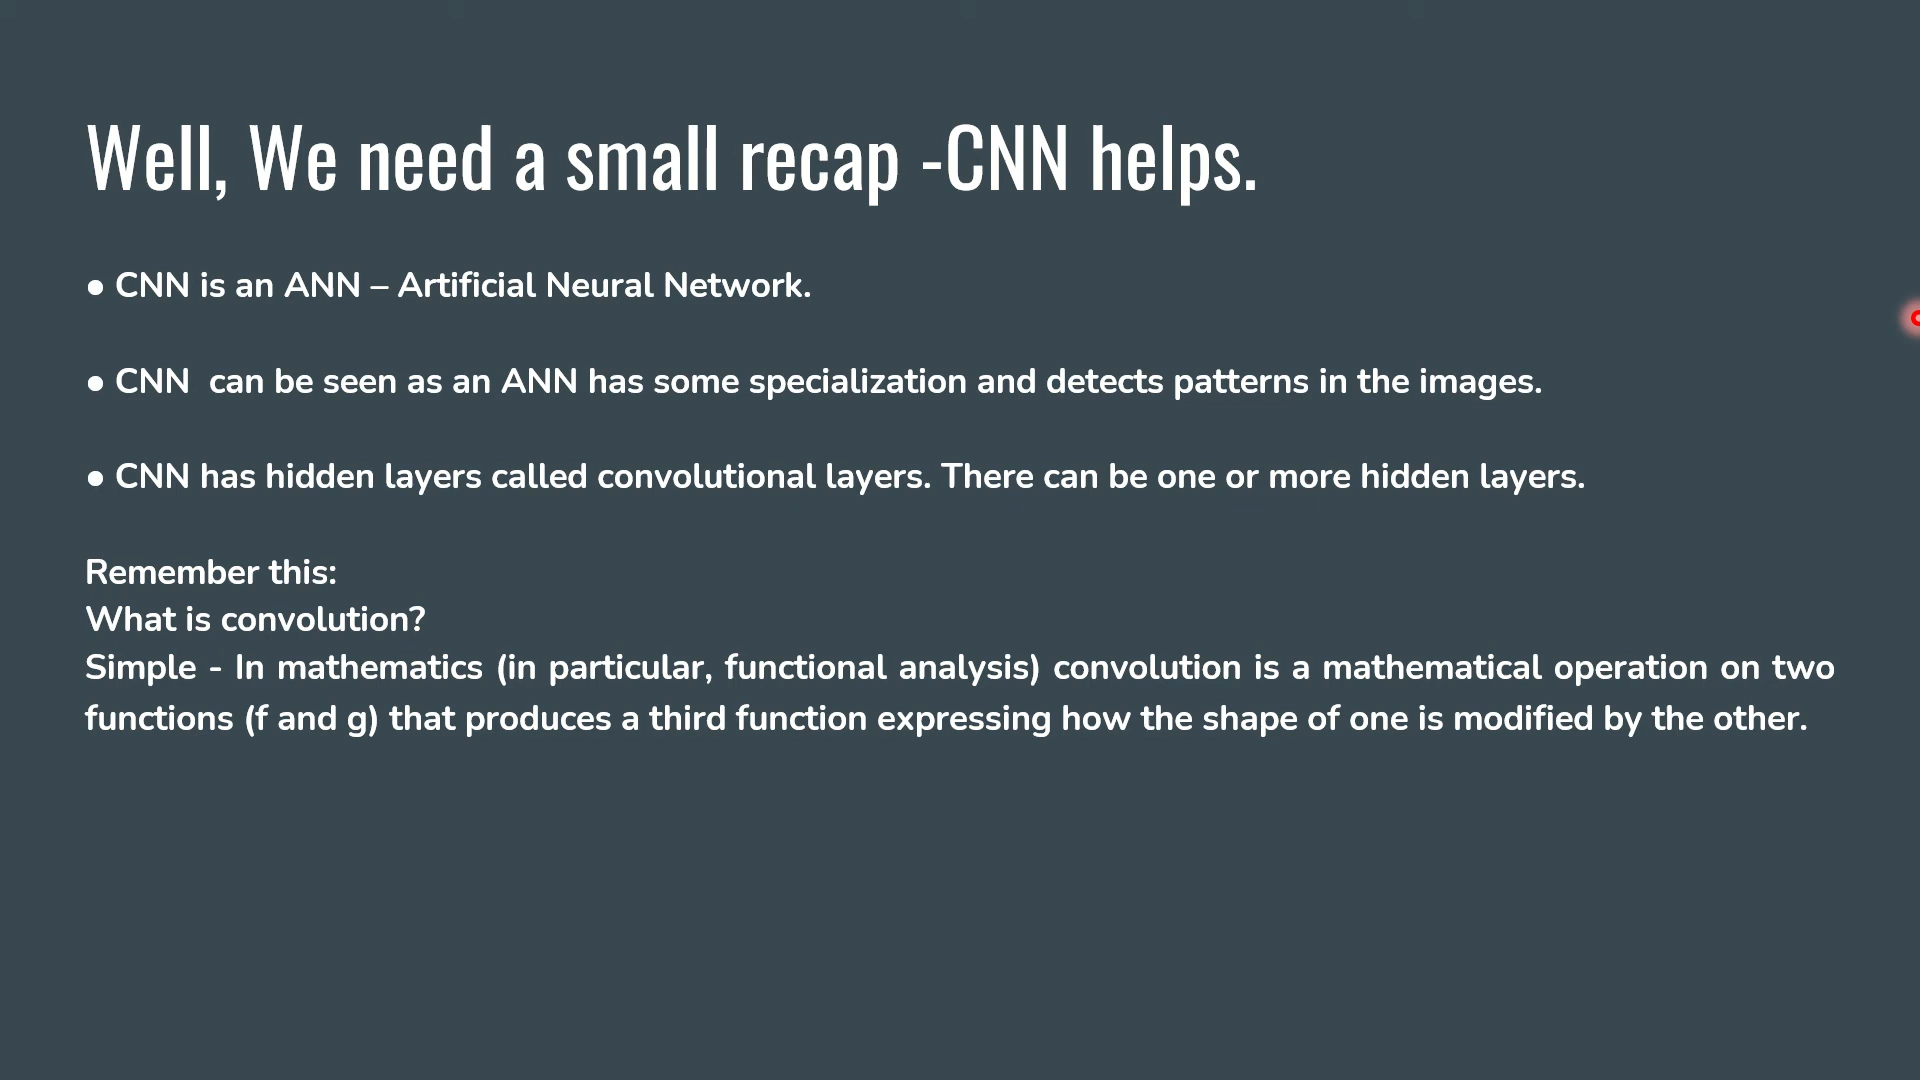 Well, We need a small recap -CNN helps.
● CNN is an ANN – Artificial Neural Network.
● CNN  can be seen as an ANN has some specialization and detects patterns in the images.
● CNN has hidden layers called convolutional layers. There can be one or more hidden layers.
Remember this:
What is convolution?
Simple - In mathematics (in particular, functional analysis) convolution is a mathematical operation on two
functions (f and g) that produces a third function expressing how the shape of one is modified by the other.